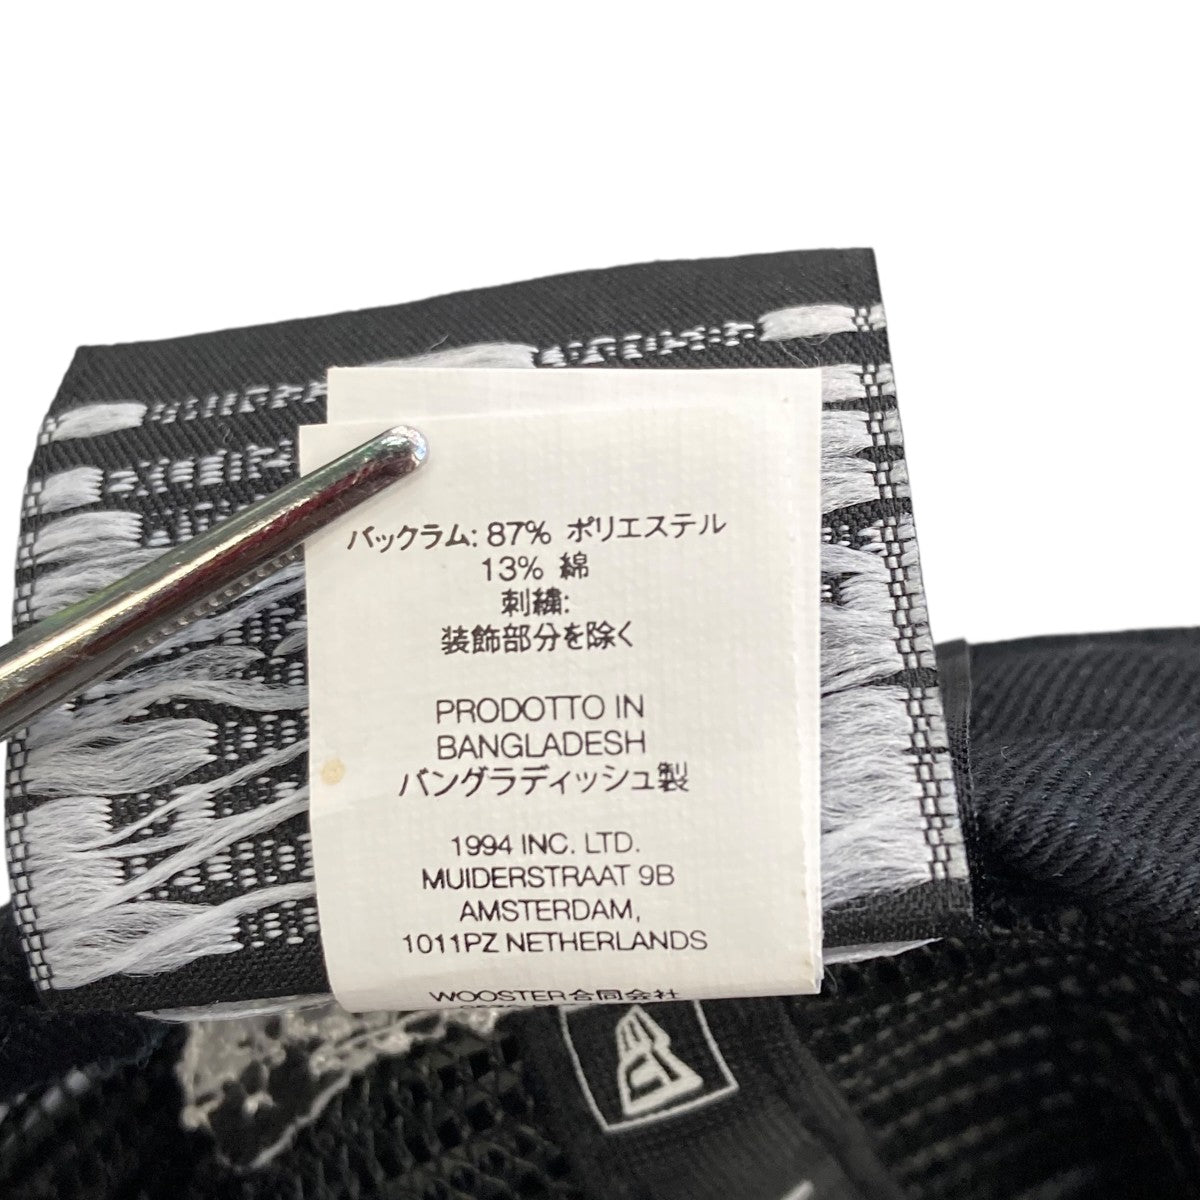 バックラム: 87% ポリエステル
13% 綿
刺繍:
装飾部分を除く
PRODOTTO IN
BANGLADESH
バングラディッシュ製
1994 INC. LTD.
MUIDERSTRAAT 9B
AMSTERDAM,
1011PZ NETHERLANDS
WOOSTER合同会社